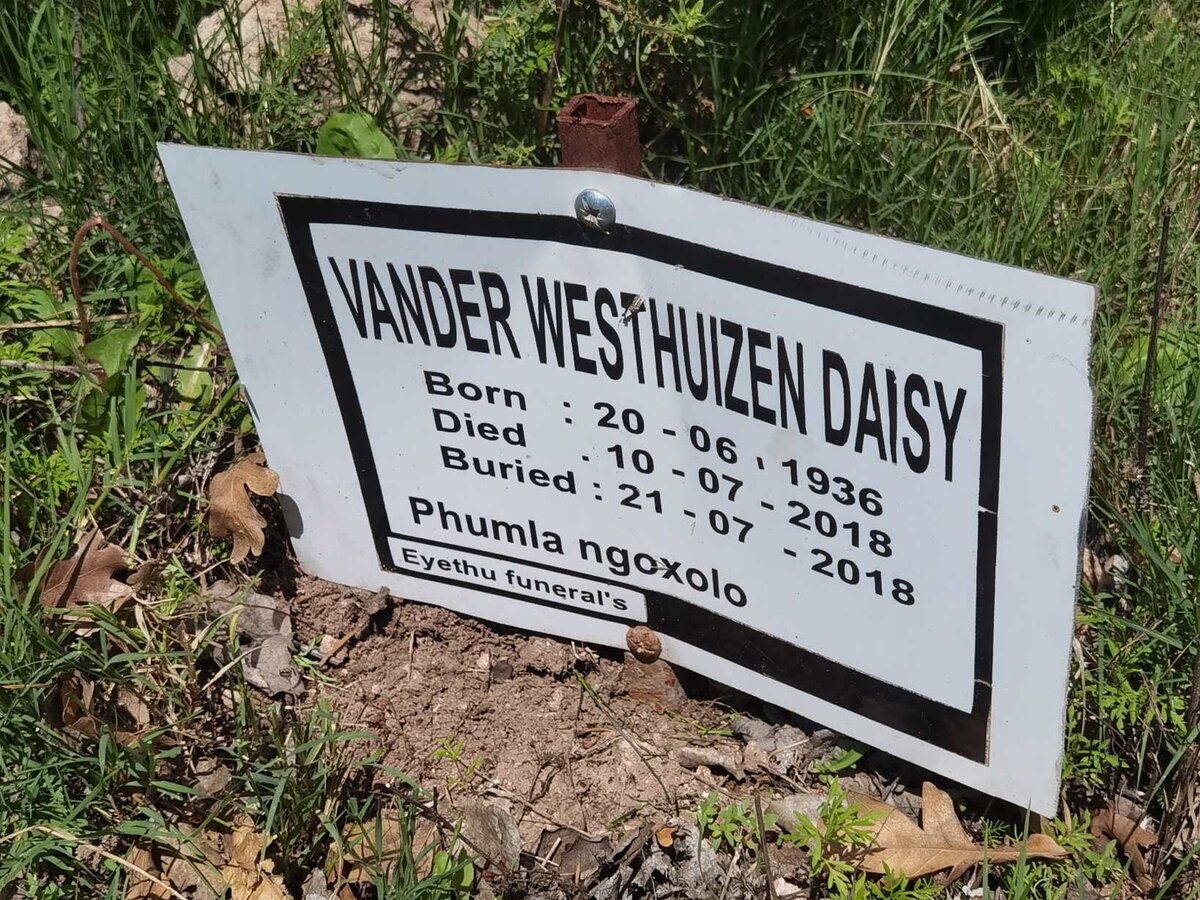 VANDER WESTHUIZEN DAISY
Born : 20 - 06 ' 1936
Died . 10 - 07 - 2018
Buried : 21 - 07 - 2018
Phumla ngoxolo
Eyethu funeral's